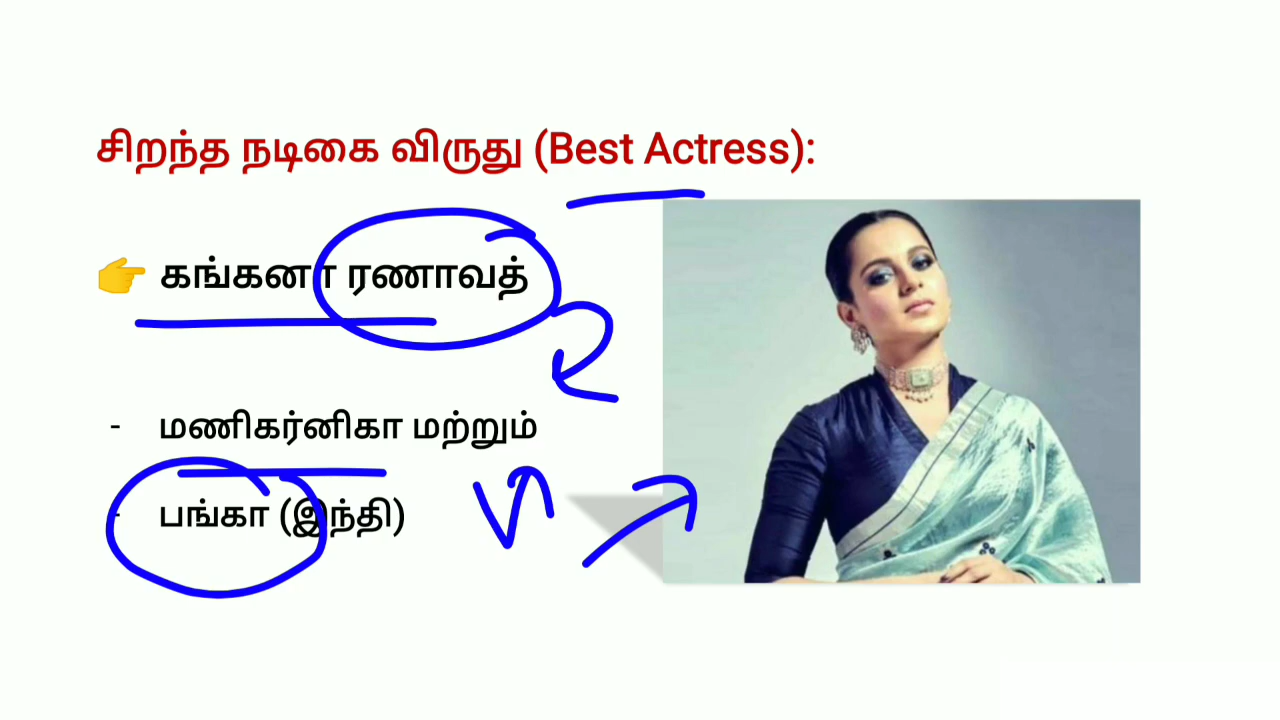 சிறந்த நடிகை விருது (Best Actress):
👉 கங்கனா ரணாவத்
- மணிகர்னிகா மற்றும்
- பங்கா (இந்தி)